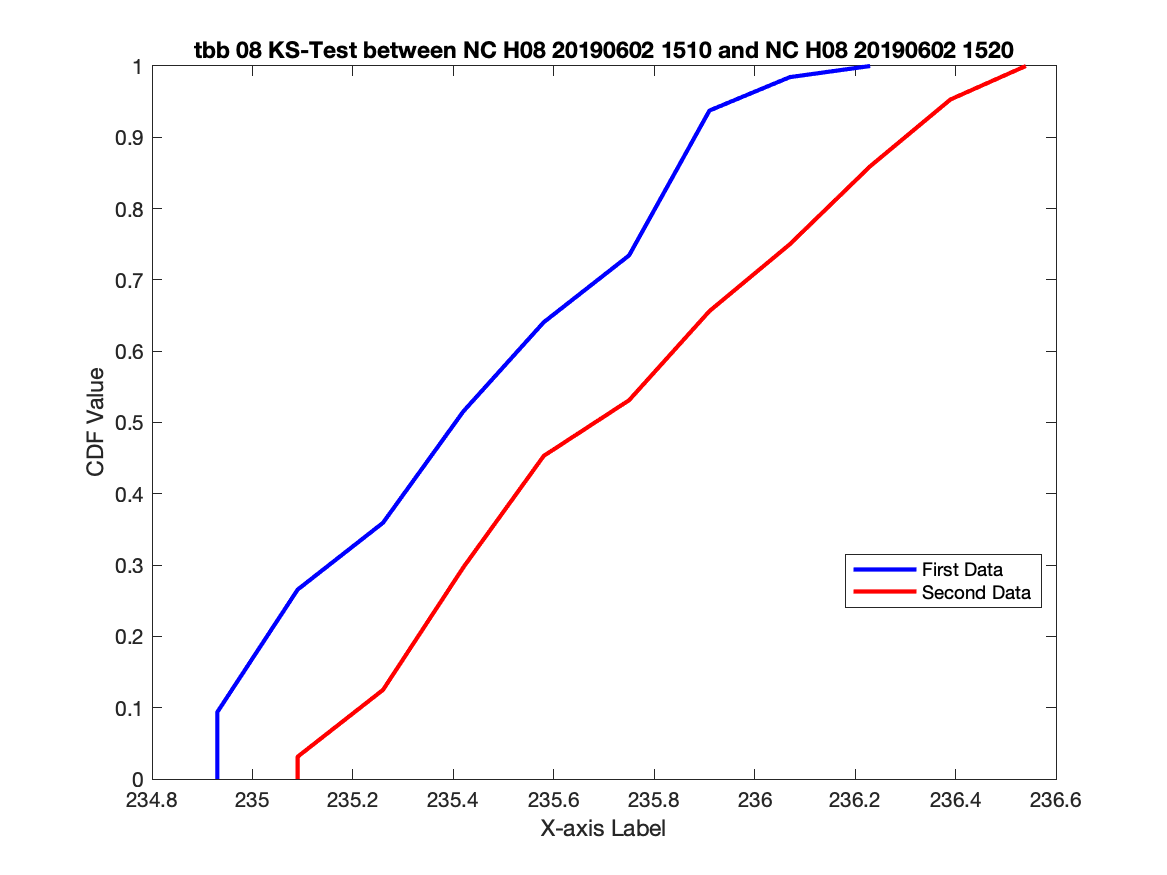 tbb 08 KS-Test between NC H08 20190602 1510 and NC H08 20190602 1520
1
0.9
0.8
0.7
0.6
0.5
0.4
0.3
0.2
0.1
0
CDF Value
First Data
Second Data
234.8 235 235.2 235.4 235.6 235.8 236 236.2 236.4 236.6
X-axis Label